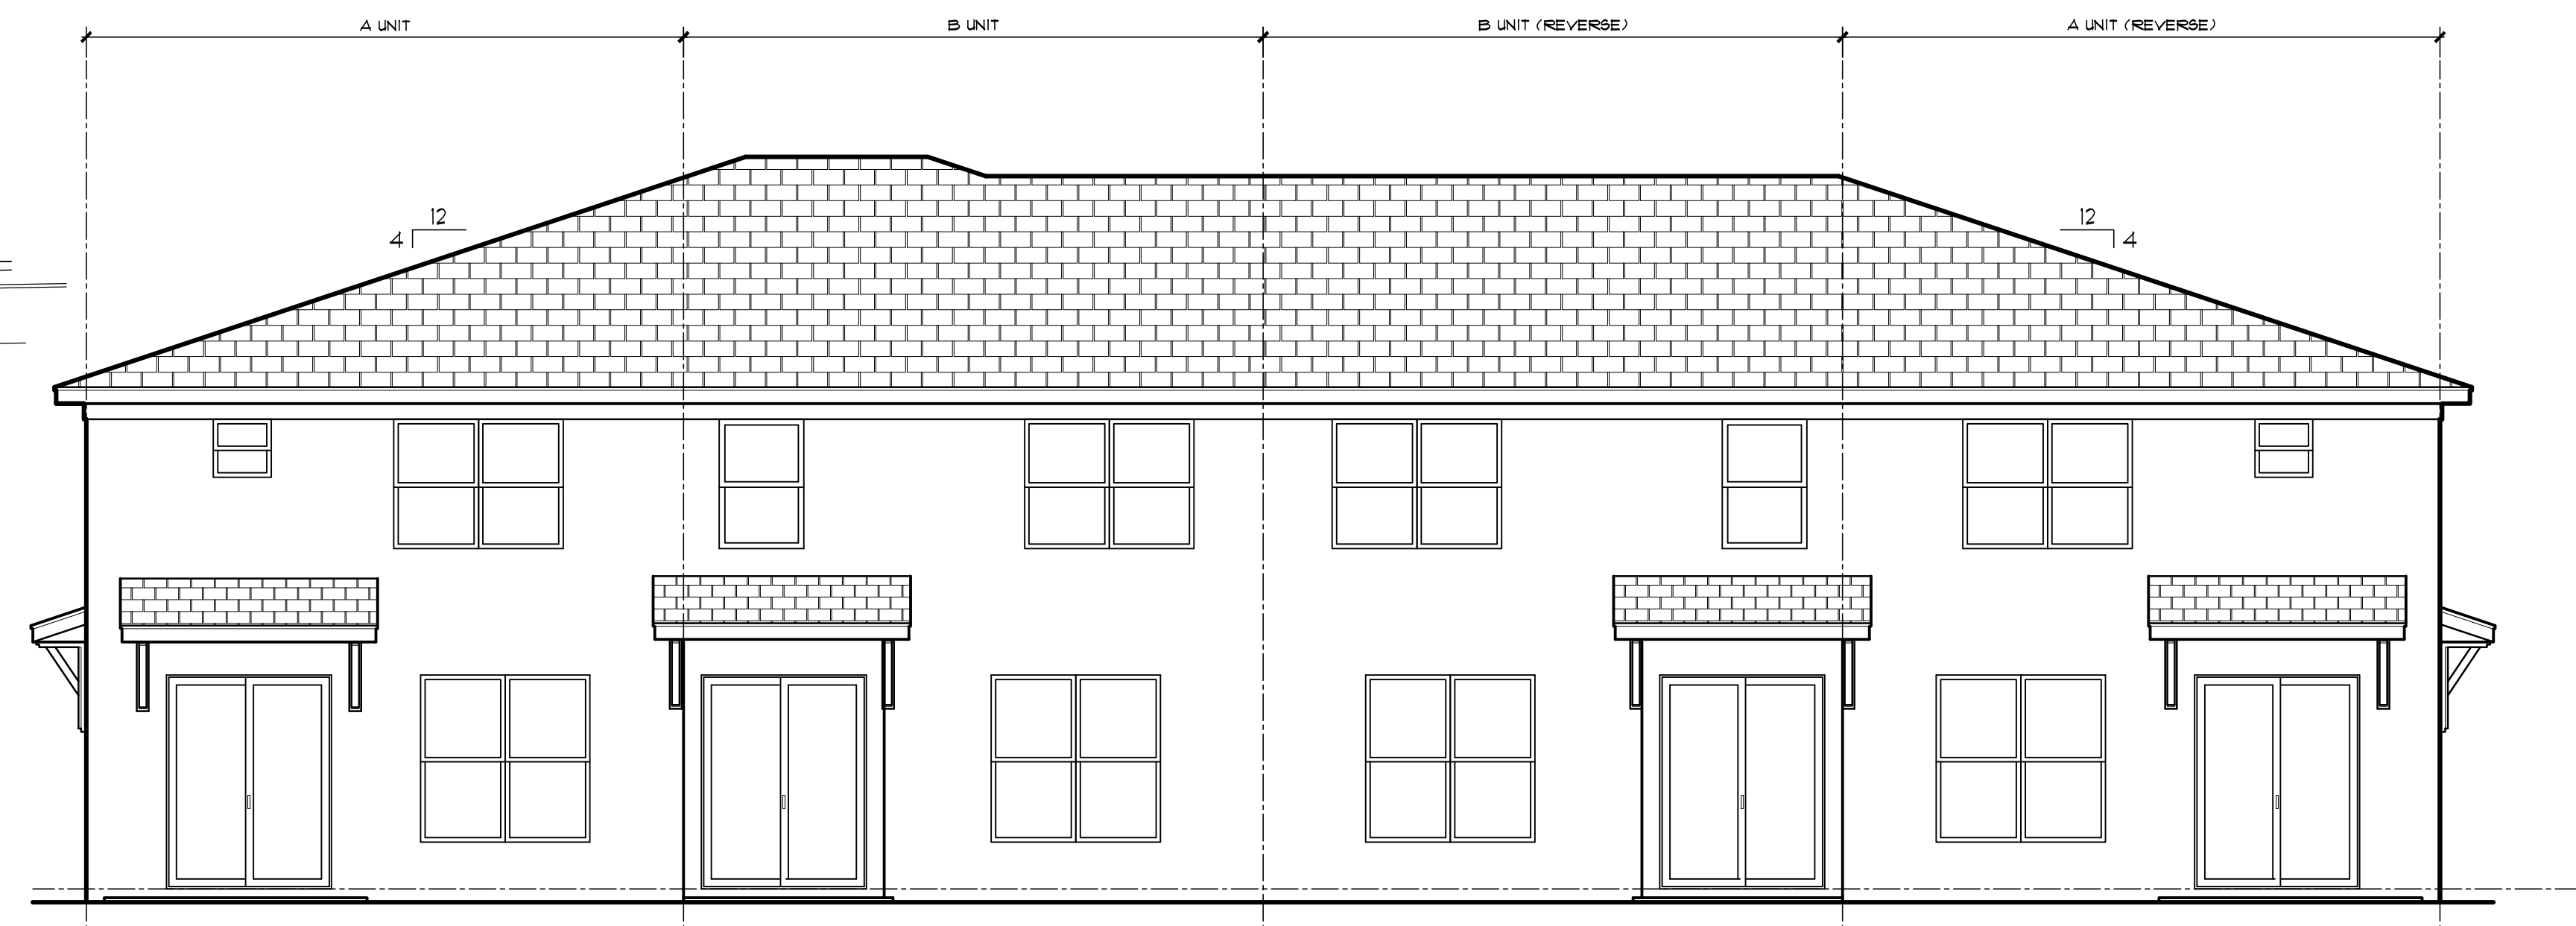 A UNIT
B UNIT
B UNIT (REVERSE)
A UNIT (REVERSE)
12
4
12
4